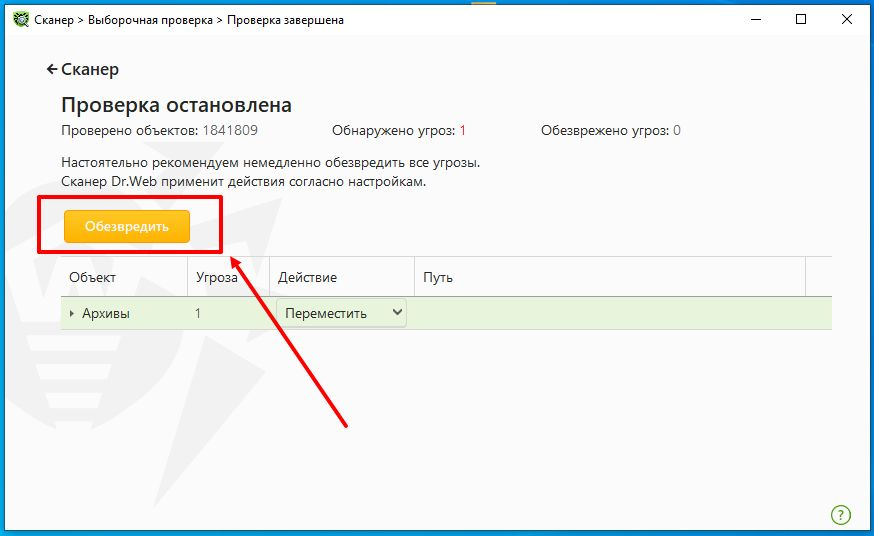 Сканер > Выборочная проверка > Проверка завершена
Сканер
Проверка остановлена
Проверено объектов: 1841809 Обнаружено угроз: 1 Обезврежено угроз: 0
Настоятельно рекомендуем немедленно обезвредить все угрозы.
Сканер Dr.Web применит действия согласно настройкам.
Обезвредить
Объект Угроза Действие Путь
Архивы 1 Переместить
?